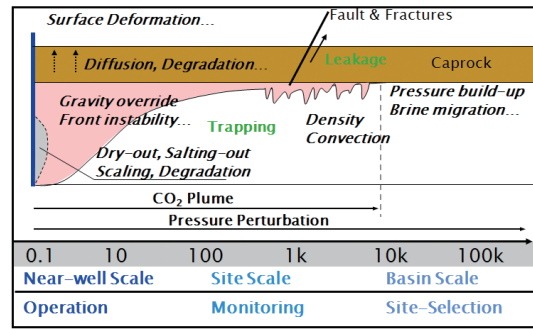 Surface Deformation...
Fault & Fractures
Diffusion, Degradation...
Leakage
Caprock
Gravity override
Front instability...
Trapping
Density
Convection
Pressure build-up
Brine migration...
Dry-out, Salting-out
Scaling, Degradation
CO₂ Plume
Pressure Perturbation
0.1 10 100 1k 10k 100k
Near-well Scale Site Scale Basin Scale
Operation Monitoring Site-Selection